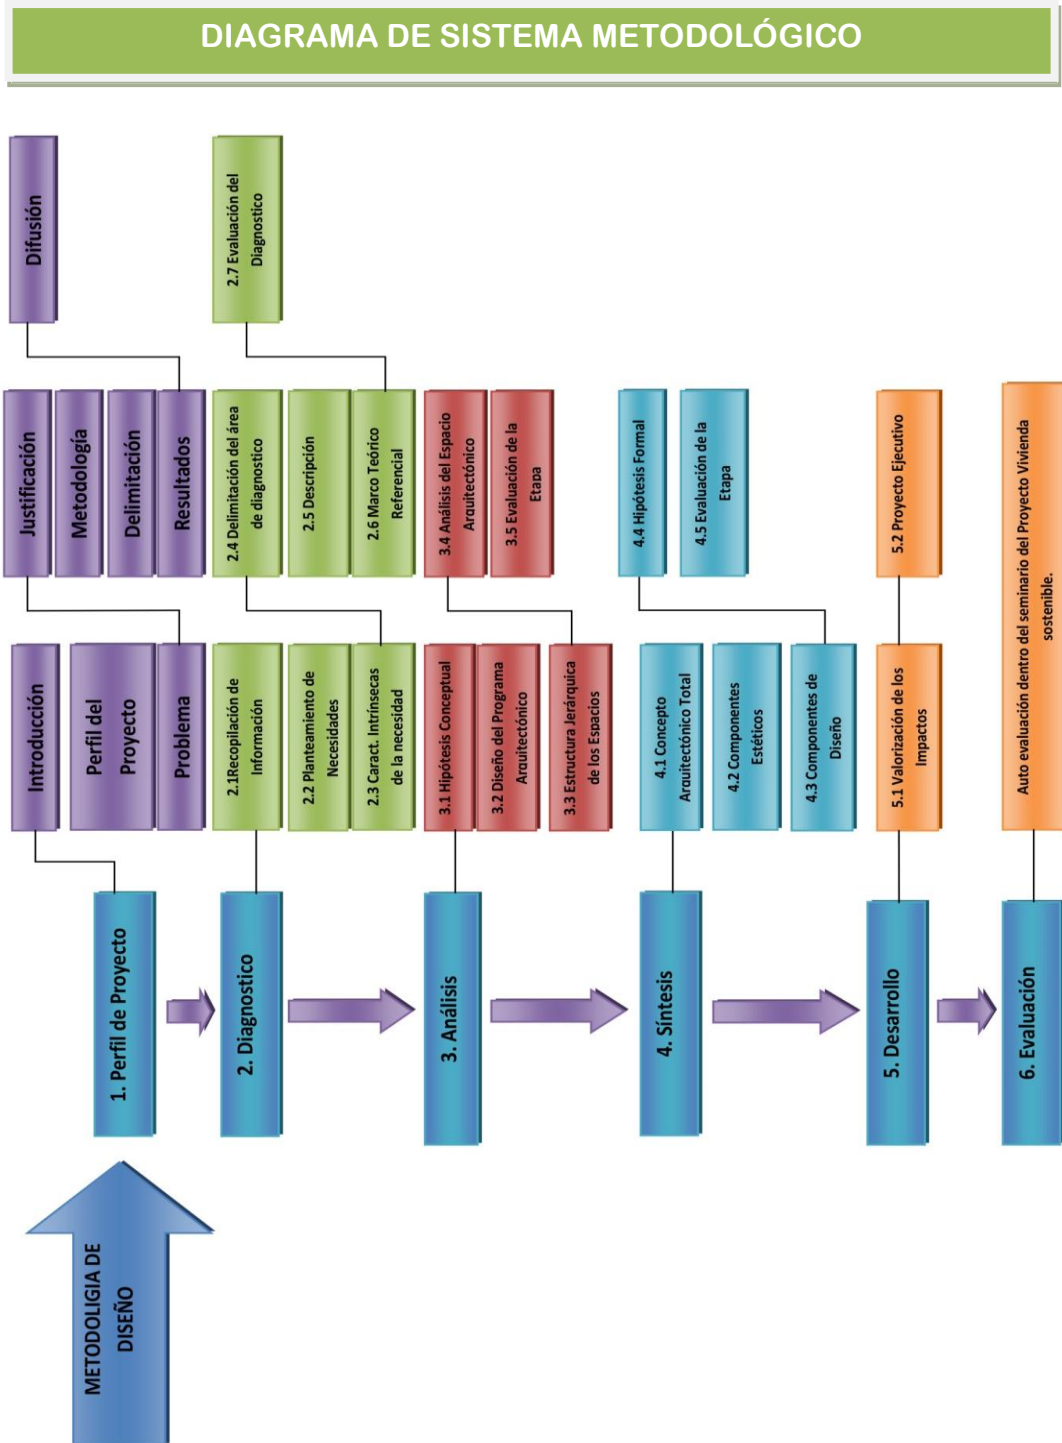 DIAGRAMA DE SISTEMA METODOLÓGICO
METODOLIGIA DE
DISEÑO
1. Perfil de Proyecto
Introducción
Perfil del
Proyecto
Problema
Justificación
Metodología
Delimitación
Resultados
Difusión
2. Diagnostico
2.1Recopilación de
Información
2.2 Planteamiento de
Necesidades
2.3 Caract. Intrínsecas
de la necesidad
2.4 Delimitación del área
de diagnostico
2.5 Descripción
2.6 Marco Teórico
Referencial
2.7 Evaluación del
Diagnostico
3. Análisis
3.1 Hipótesis Conceptual
3.2 Diseño del Programa
Arquitectónico
3.3 Estructura Jerárquica
de los Espacios
3.4 Análisis del Espacio
Arquitectónico
3.5 Evaluación de la
Etapa
4. Síntesis
4.1 Concepto
Arquitectónico Total
4.2 Componentes
Estéticos
4.3 Componentes de
Diseño
4.4 Hipótesis Formal
4.5 Evaluación de la
Etapa
5. Desarrollo
5.1 Valorización de los
Impactos
5.2 Proyecto Ejecutivo
6. Evaluación
Auto evaluación dentro del seminario del Proyecto Vivienda
sostenible.